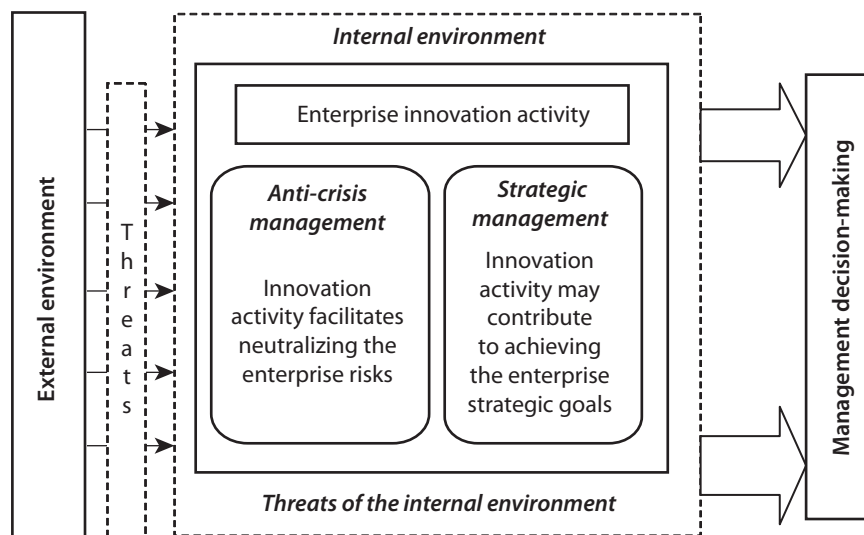 External environment
Threats
Internal environment
Enterprise innovation activity
Anti-crisis
management
Innovation
activity facilitates
neutralizing the
enterprise risks
Strategic
management
Innovation
activity may
contribute
to achieving
the enterprise
strategic goals
Threats of the internal environment
Management decision-making